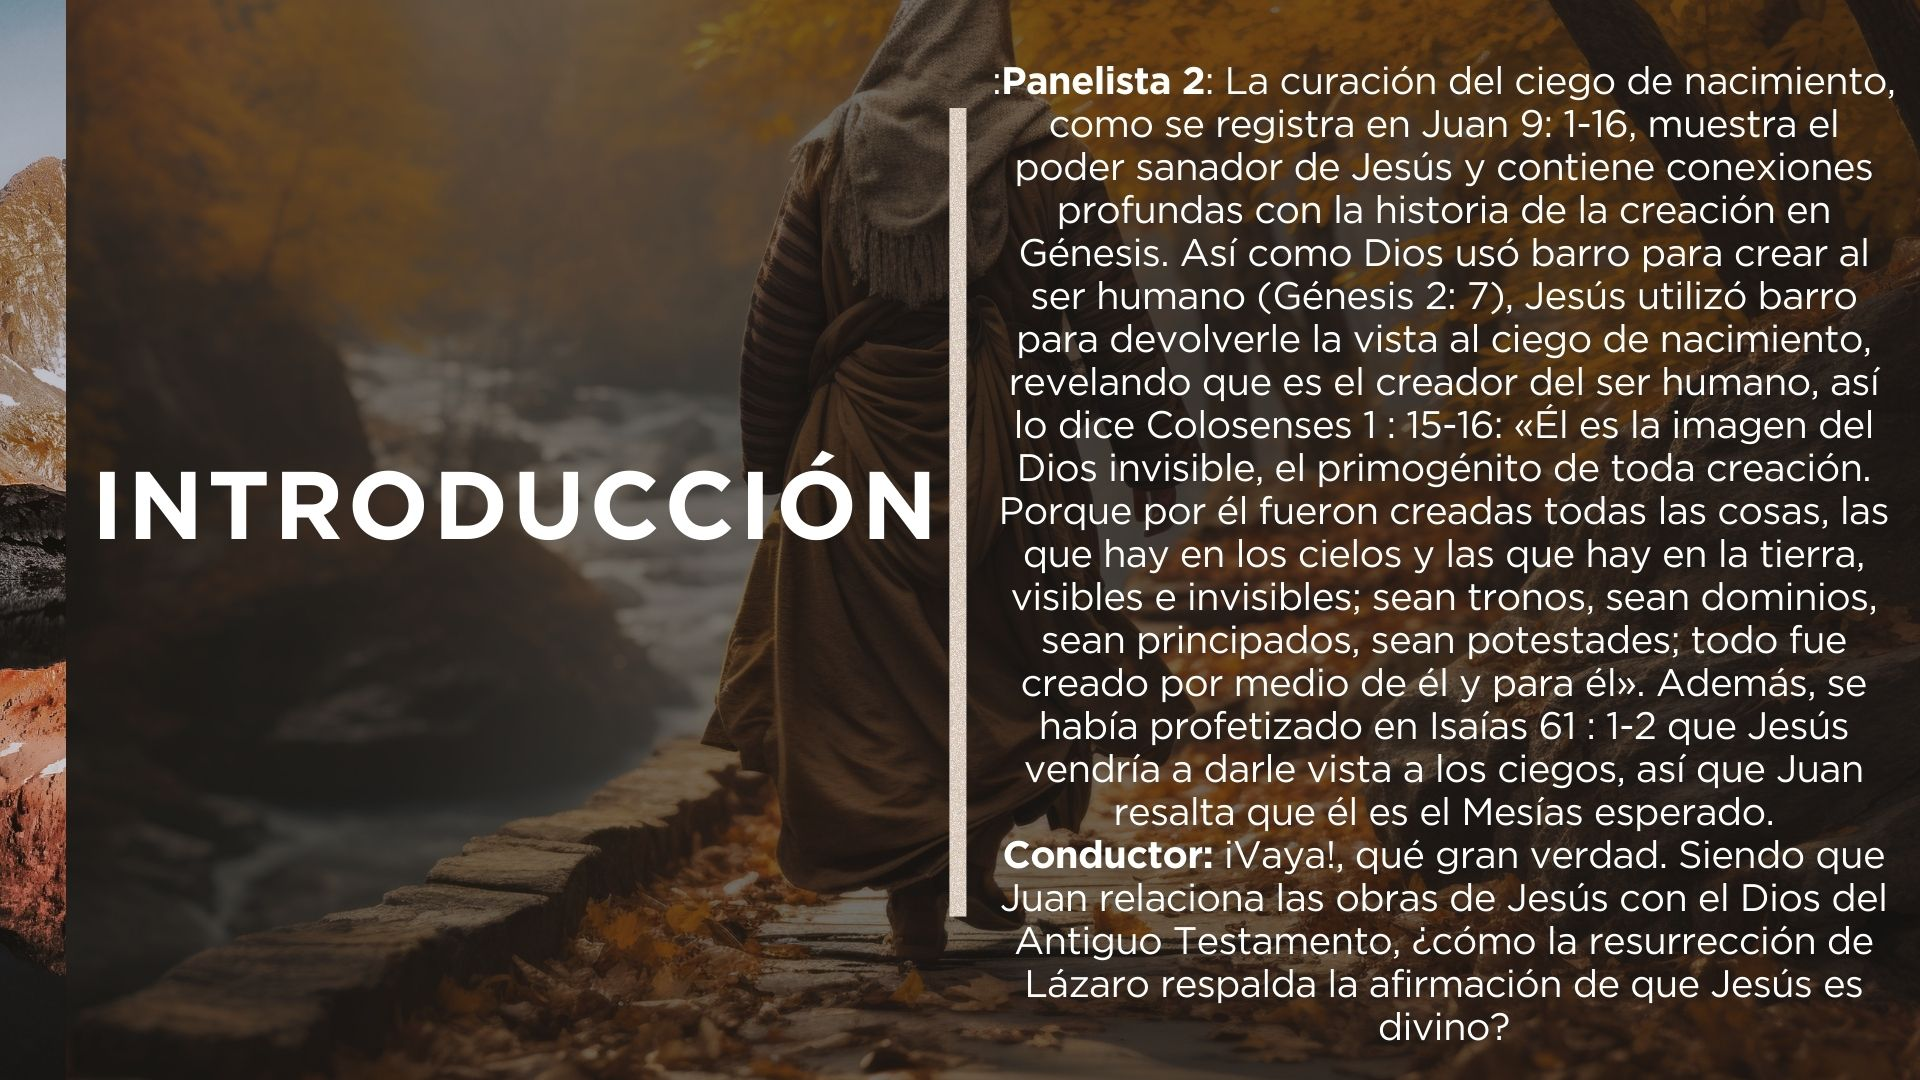 INTRODUCCIÓN
:Panelista 2: La curación del ciego de nacimiento,
como se registra en Juan 9: 1-16, muestra el
poder sanador de Jesús y contiene conexiones
profundas con la historia de la creación en
Génesis. Así como Dios usó barro para crear al
ser humano (Génesis 2: 7), Jesús utilizó barro
para devolverle la vista al ciego de nacimiento,
revelando que es el creador del ser humano, así
lo dice Colosenses 1 : 15-16: «Él es la imagen del
Dios invisible, el primogénito de toda creación.
Porque por él fueron creadas todas las cosas, las
que hay en los cielos y las que hay en la tierra,
visibles e invisibles; sean tronos, sean dominios,
sean principados, sean potestades; todo fue
creado por medio de él y para él». Además, se
había profetizado en Isaías 61 : 1-2 que Jesús
vendría a darle vista a los ciegos, así que Juan
resalta que él es el Mesías esperado.
Conductor: ¡Vaya!, qué gran verdad. Siendo que
Juan relaciona las obras de Jesús con el Dios del
Antiguo Testamento, ¿cómo la resurrección de
Lázaro respalda la afirmación de que Jesús es
divino?